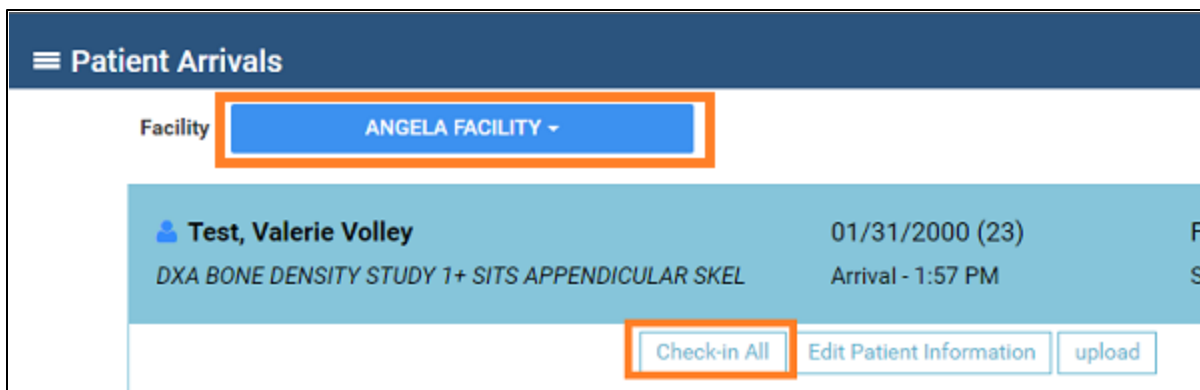 Patient Arrivals
Facility ANGELA FACILITY
Test, Valerie Volley 01/31/2000 (23) F
DXA BONE DENSITY STUDY 1+ SITS APPENDICULAR SKEL Arrival - 1:57 PM S
Check-in All Edit Patient Information upload